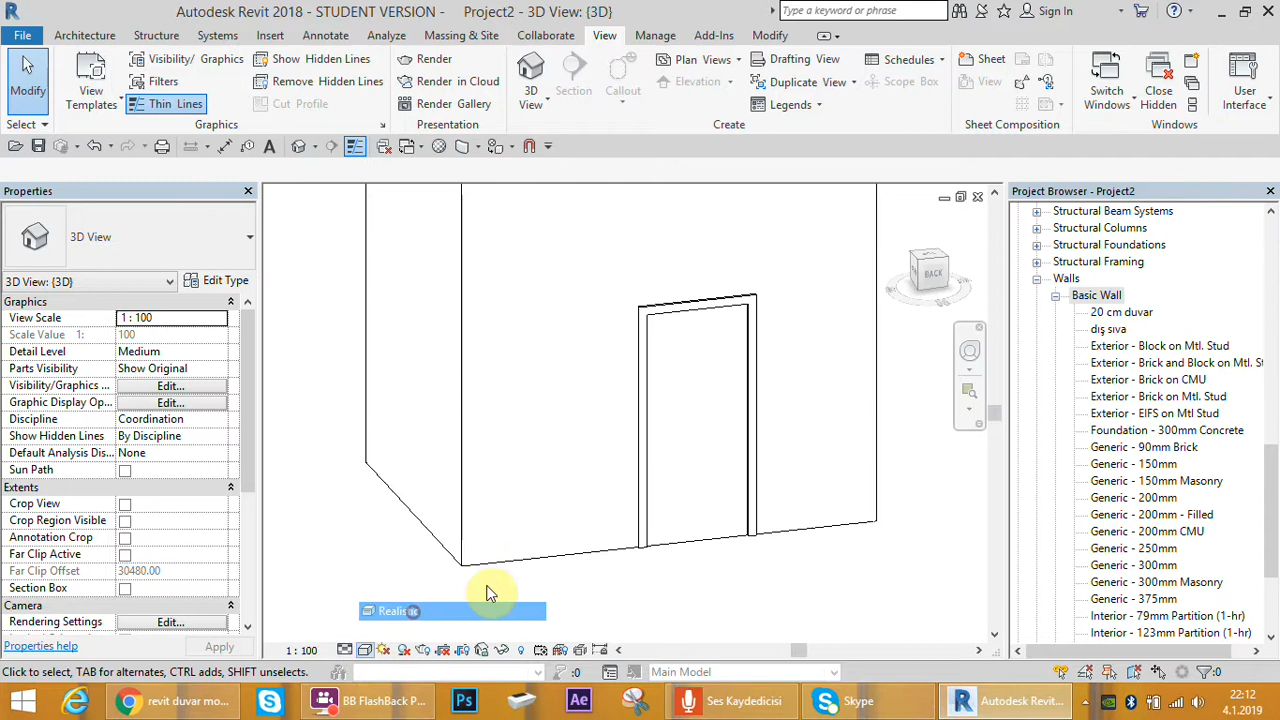 Autodesk Revit 2018 - STUDENT VERSION - Project2 - 3D View: {3D}
Type a keyword or phrase
Sign In
File Architecture Structure Systems Insert Annotate Analyze Massing & Site Collaborate View Manage Add-Ins Modify
Modify
Select
View Templates
Visibility/ Graphics
Filters
Thin Lines
Show Hidden Lines
Remove Hidden Lines
Cut Profile
Graphics
Render
Render in Cloud
Render Gallery
Presentation
3D View
Section
Callout
Plan Views
Elevation
Drafting View
Duplicate View
Legends
Schedules
Scope Box
Create
Sheet
View
Sheet Composition
Switch Windows
Close Hidden
Windows
User Interface
Properties
3D View
3D View: {3D}
Edit Type
Graphics
View Scale 1 : 100
Scale Value 1: 100
Detail Level Medium
Parts Visibility Show Original
Visibility/Graphics ... Edit...
Graphic Display Op... Edit...
Discipline Coordination
Show Hidden Lines By Discipline
Default Analysis Dis... None
Sun Path
Extents
Crop View
Crop Region Visible
Annotation Crop
Far Clip Active
Far Clip Offset 30480.00
Section Box
Camera
Rendering Settings Edit...
Properties help
Apply
BACK
Realistic
1 : 100
Project Browser - Project2
Structural Beam Systems
Structural Columns
Structural Foundations
Structural Framing
Walls
Basic Wall
20 cm duvar
dış sıva
Exterior - Block on Mtl. Stud
Exterior - Brick and Block on Mtl. S
Exterior - Brick on CMU
Exterior - Brick on Mtl. Stud
Exterior - EIFS on Mtl. Stud
Foundation - 300mm Concrete
Generic - 90mm Brick
Generic - 150mm
Generic - 150mm Masonry
Generic - 200mm
Generic - 200mm - Filled
Generic - 200mm CMU
Generic - 250mm
Generic - 300mm
Generic - 300mm Masonry
Generic - 375mm
Interior - 79mm Partition (1-hr)
Interior - 123mm Partition (1-hr)
Click to select, TAB for alternates, CTRL adds, SHIFT unselects.
:0
Main Model
:0
revit duvar mo...
BB FlashBack P...
Ps
Ae
Ses Kaydedicisi
Skype
Autodesk Revit...
22:12
4.1.2019